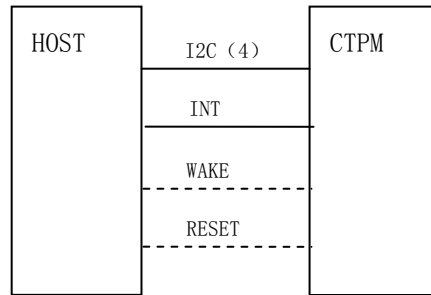 HOST
I2C (4)
CTPM
INT
WAKE
RESET